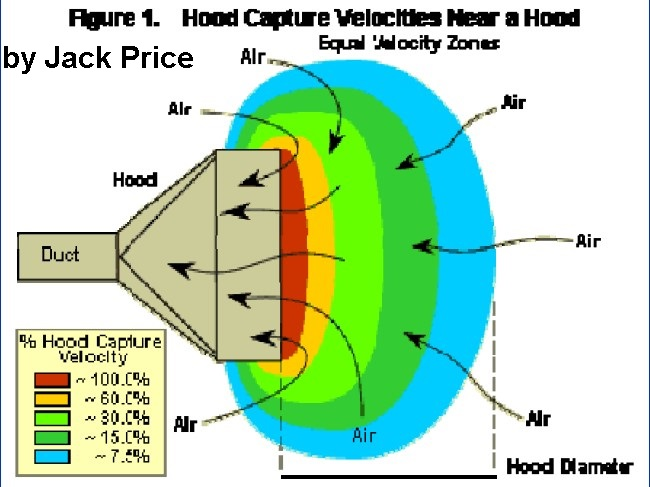 Figure 1. Hood Capture Velocities Near a Hood
Equal Velocity Zones
by Jack Price
Air
Air
Air
Hood
Air
Duct
% Hood Capture
Velocity
~ 100.0%
~ 60.0%
~ 30.0%
~ 15.0%
~ 7.5%
Air
Air
Air
Hood Diameter